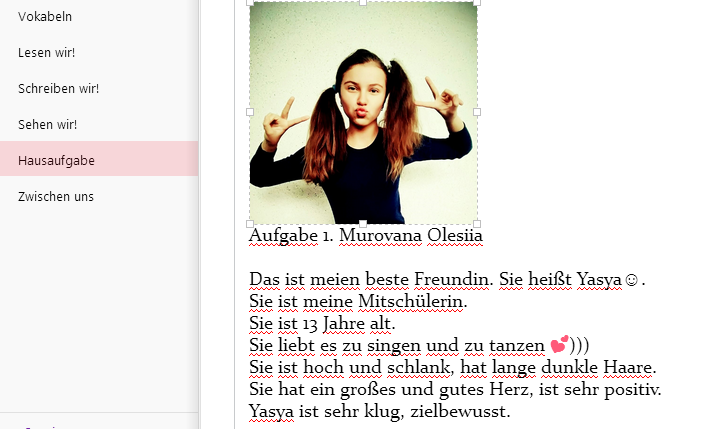 Vokabeln
Lesen wir!
Schreiben wir!
Sehen wir!
Hausaufgabe
Zwischen uns
Aufgabe 1. Murovana Olesiia
Das ist meien beste Freundin. Sie heißt Yasya☺.
Sie ist meine Mitschülerin.
Sie ist 13 Jahre alt.
Sie liebt es zu singen und zu tanzen 💕)))
Sie ist hoch und schlank, hat lange dunkle Haare.
Sie hat ein großes und gutes Herz, ist sehr positiv.
Yasya ist sehr klug, zielbewusst.